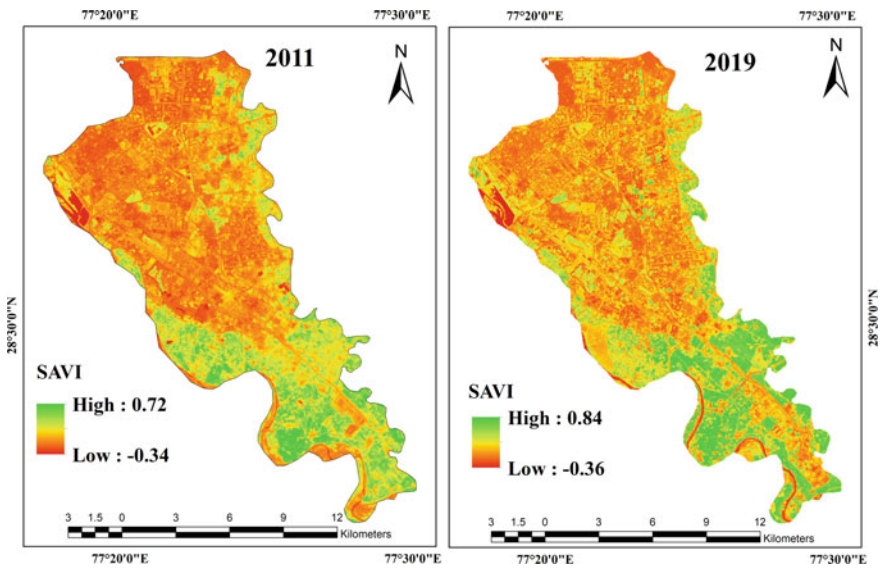 77°20'0"E 77°30'0"E 77°20'0"E 77°30'0"E
2011
N
2019
N
28°30'0"N
28°30'0"N
SAVI
High : 0.72
Low : -0.34
SAVI
High : 0.84
Low : -0.36
3 1.5 0 3 6 9 12
Kilometers
3 1.5 0 3 6 9 12
Kilometers
77°20'0"E 77°30'0"E 77°20'0"E 77°30'0"E